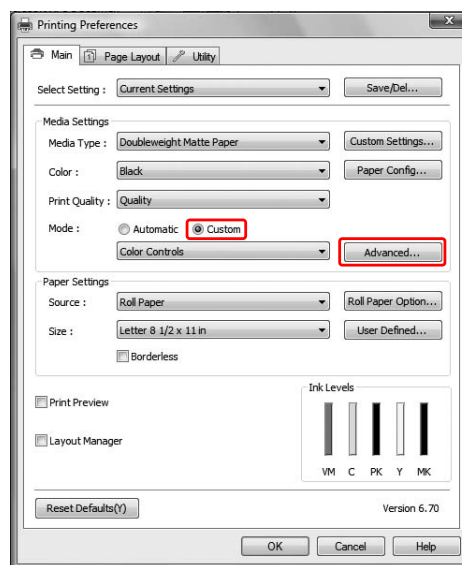 Printing Preferences
Main Page Layout Utility
Select Setting : Current Settings Save/Del...
Media Settings
Media Type : Doubleweight Matte Paper Custom Settings...
Color : Black Paper Config...
Print Quality : Quality
Mode : Automatic Custom
Color Controls Advanced...
Paper Settings
Source : Roll Paper Roll Paper Option...
Size : Letter 8 1/2 x 11 in User Defined...
Borderless
Print Preview
Layout Manager
Ink Levels
VM C PK Y MK
Reset Defaults(Y) Version 6.70
OK Cancel Help